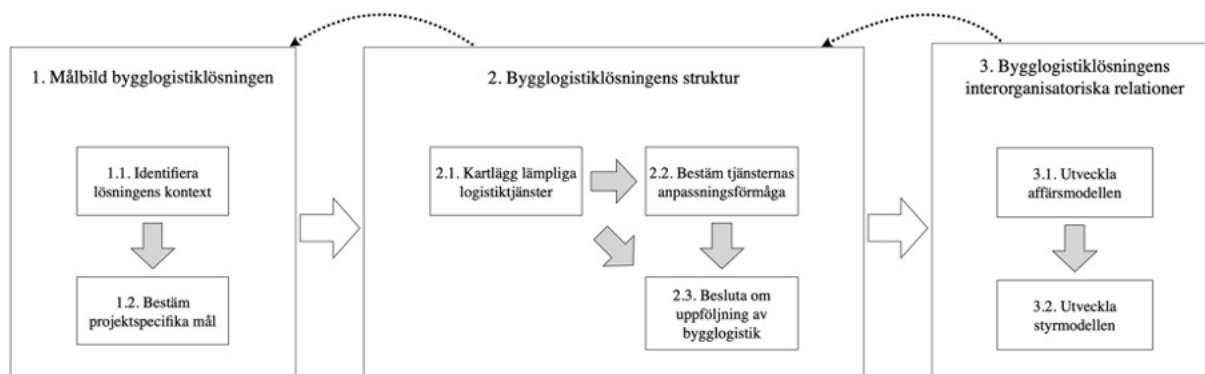 1. Målbild bygglogistiklösningen
1.1. Identifiera
lösningens kontext
1.2. Bestäm
projektspecifika mål
2. Bygglogistiklösningens struktur
2.1. Kartlägg lämpliga
logistiktjänster
2.2. Bestäm tjänsternas
anpassningsförmåga
2.3. Besluta om
uppföljning av
bygglogistik
3. Bygglogistiklösningens
interorganisatoriska relationer
3.1. Utveckla
affärsmodellen
3.2. Utveckla
styrmodellen